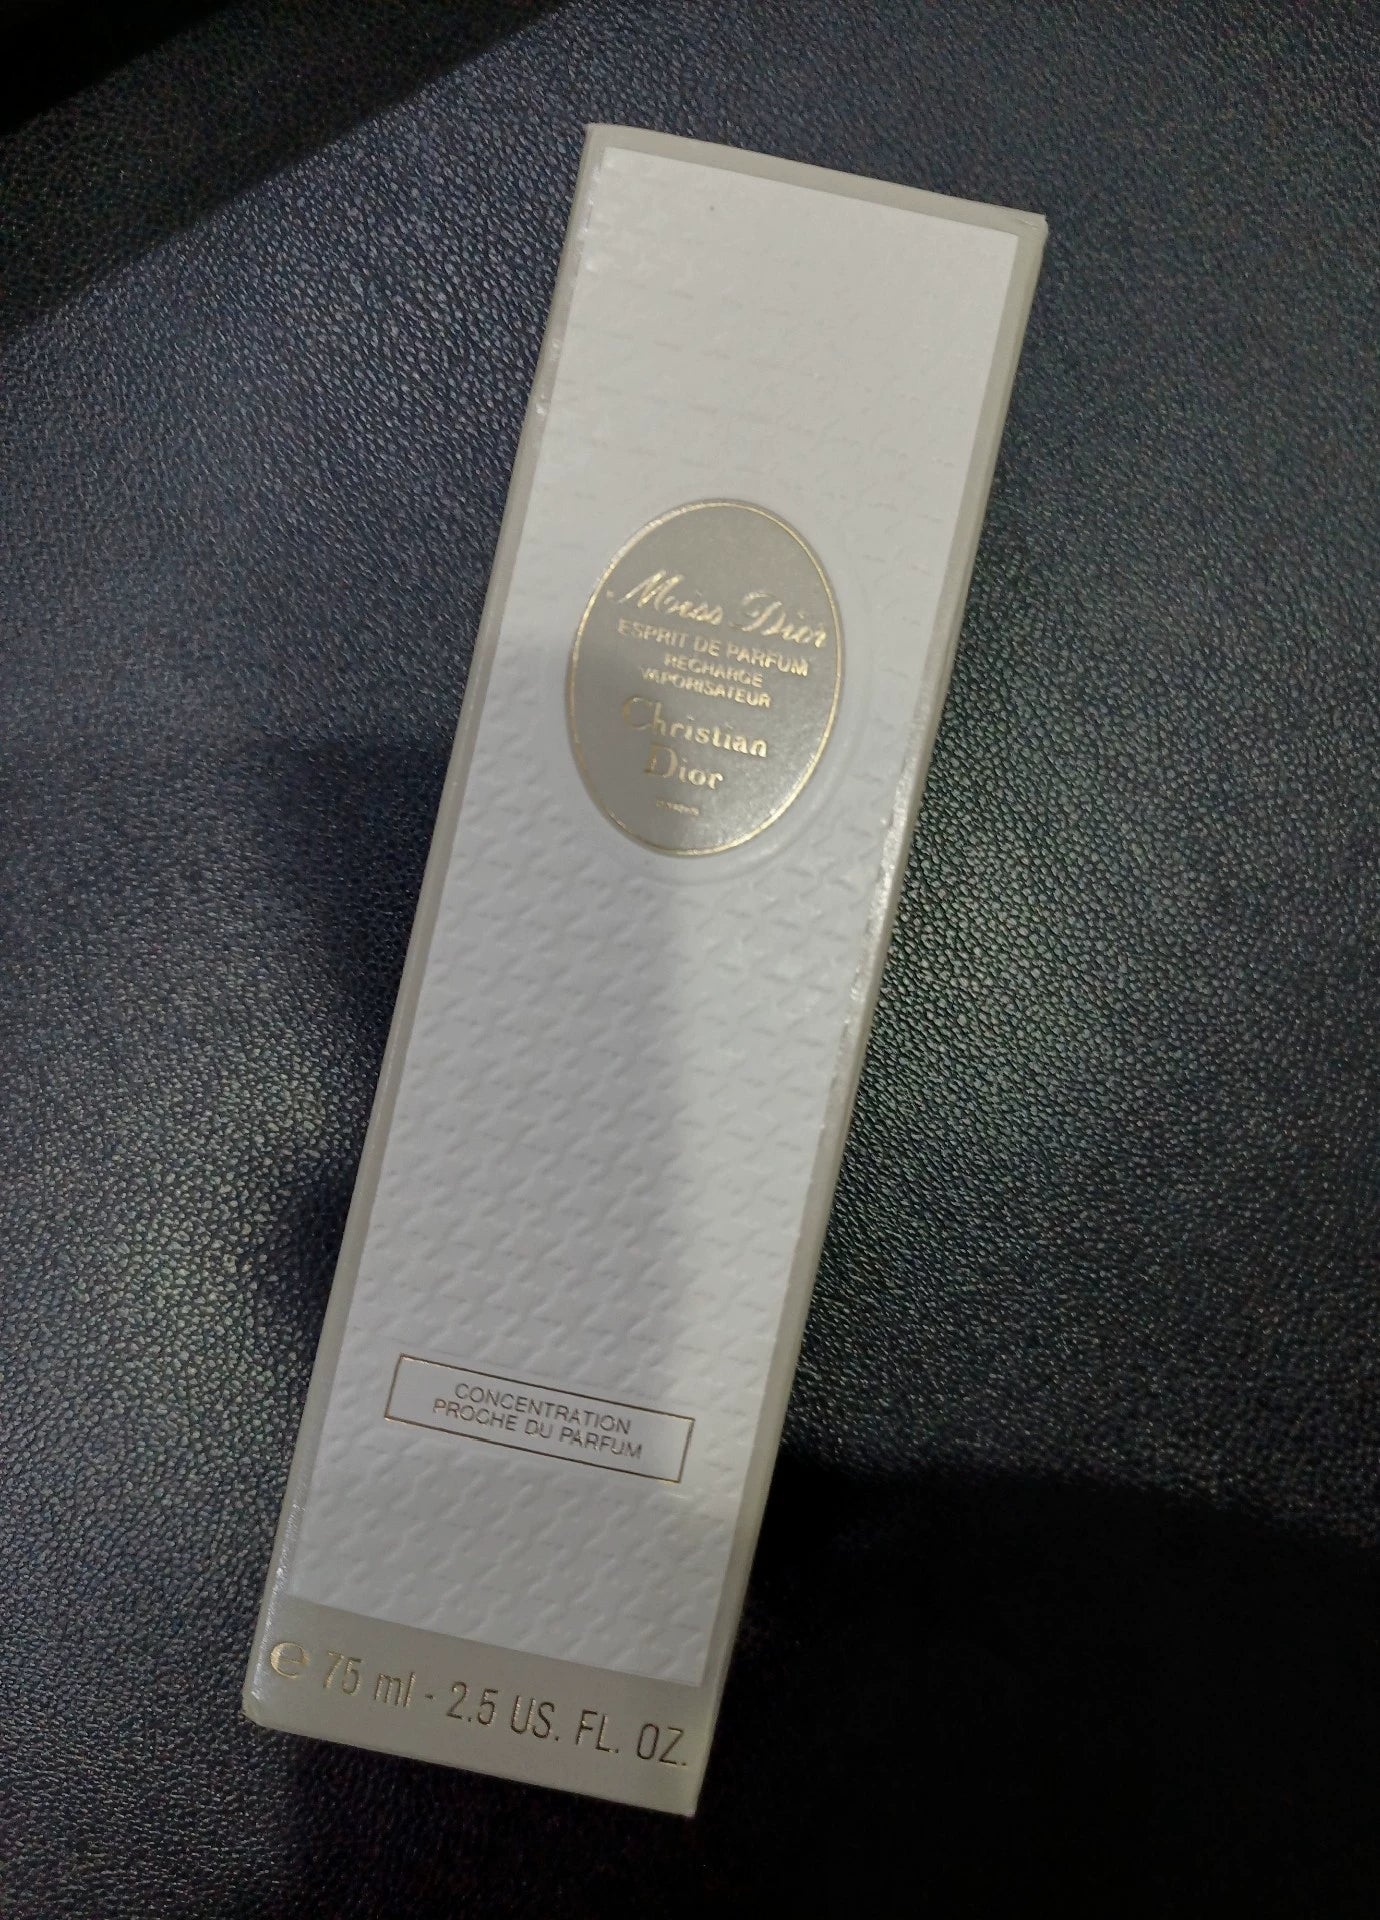 Miss Dior
ESPRIT DE PARFUM
RECHARGE
VAPORISATEUR
Christian
Dior
CONCENTRATION
PROCHE DU PARFUM
℮ 75 ml - 2.5 US. FL. OZ.